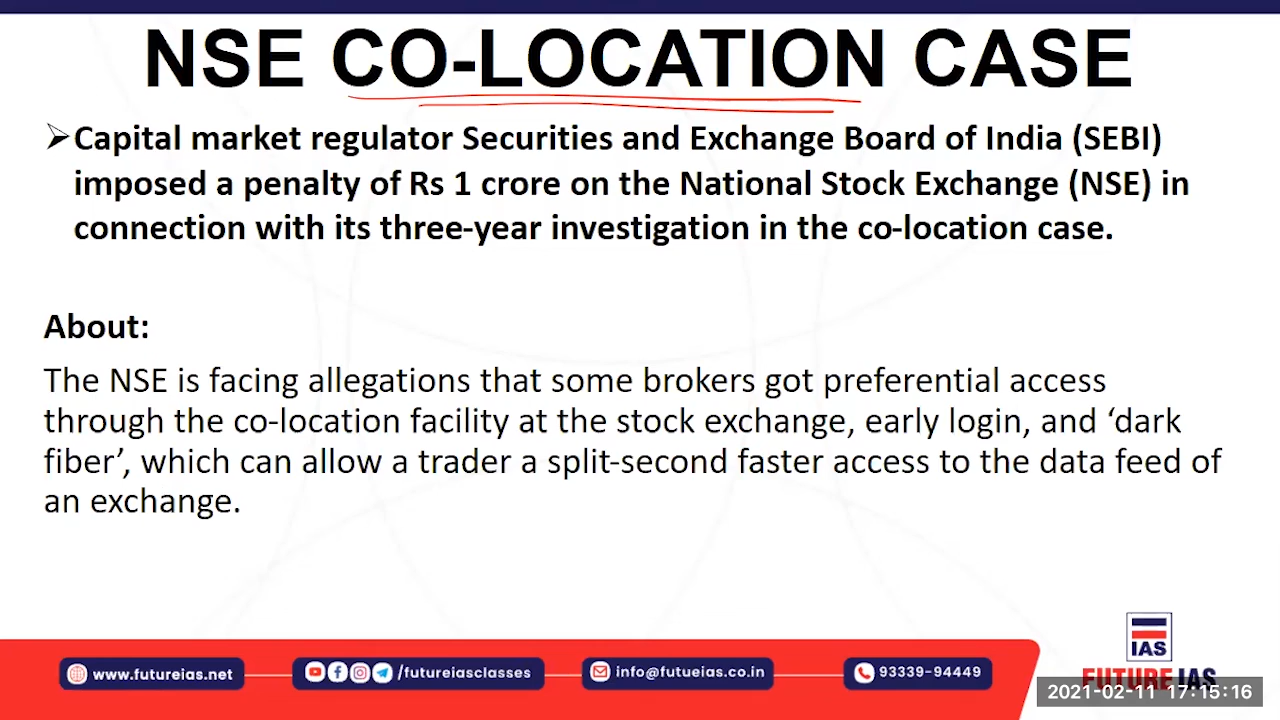 NSE CO-LOCATION CASE
➢Capital market regulator Securities and Exchange Board of India (SEBI)
imposed a penalty of Rs 1 crore on the National Stock Exchange (NSE) in
connection with its three-year investigation in the co-location case.
About:
The NSE is facing allegations that some brokers got preferential access
through the co-location facility at the stock exchange, early login, and ‘dark
fiber’, which can allow a trader a split-second faster access to the data feed of
an exchange.
IAS
FUTURE IAS
www.futureias.net
/futureiasclasses
info@futueias.co.in
93339-94449
2021-02-11 17:15:16